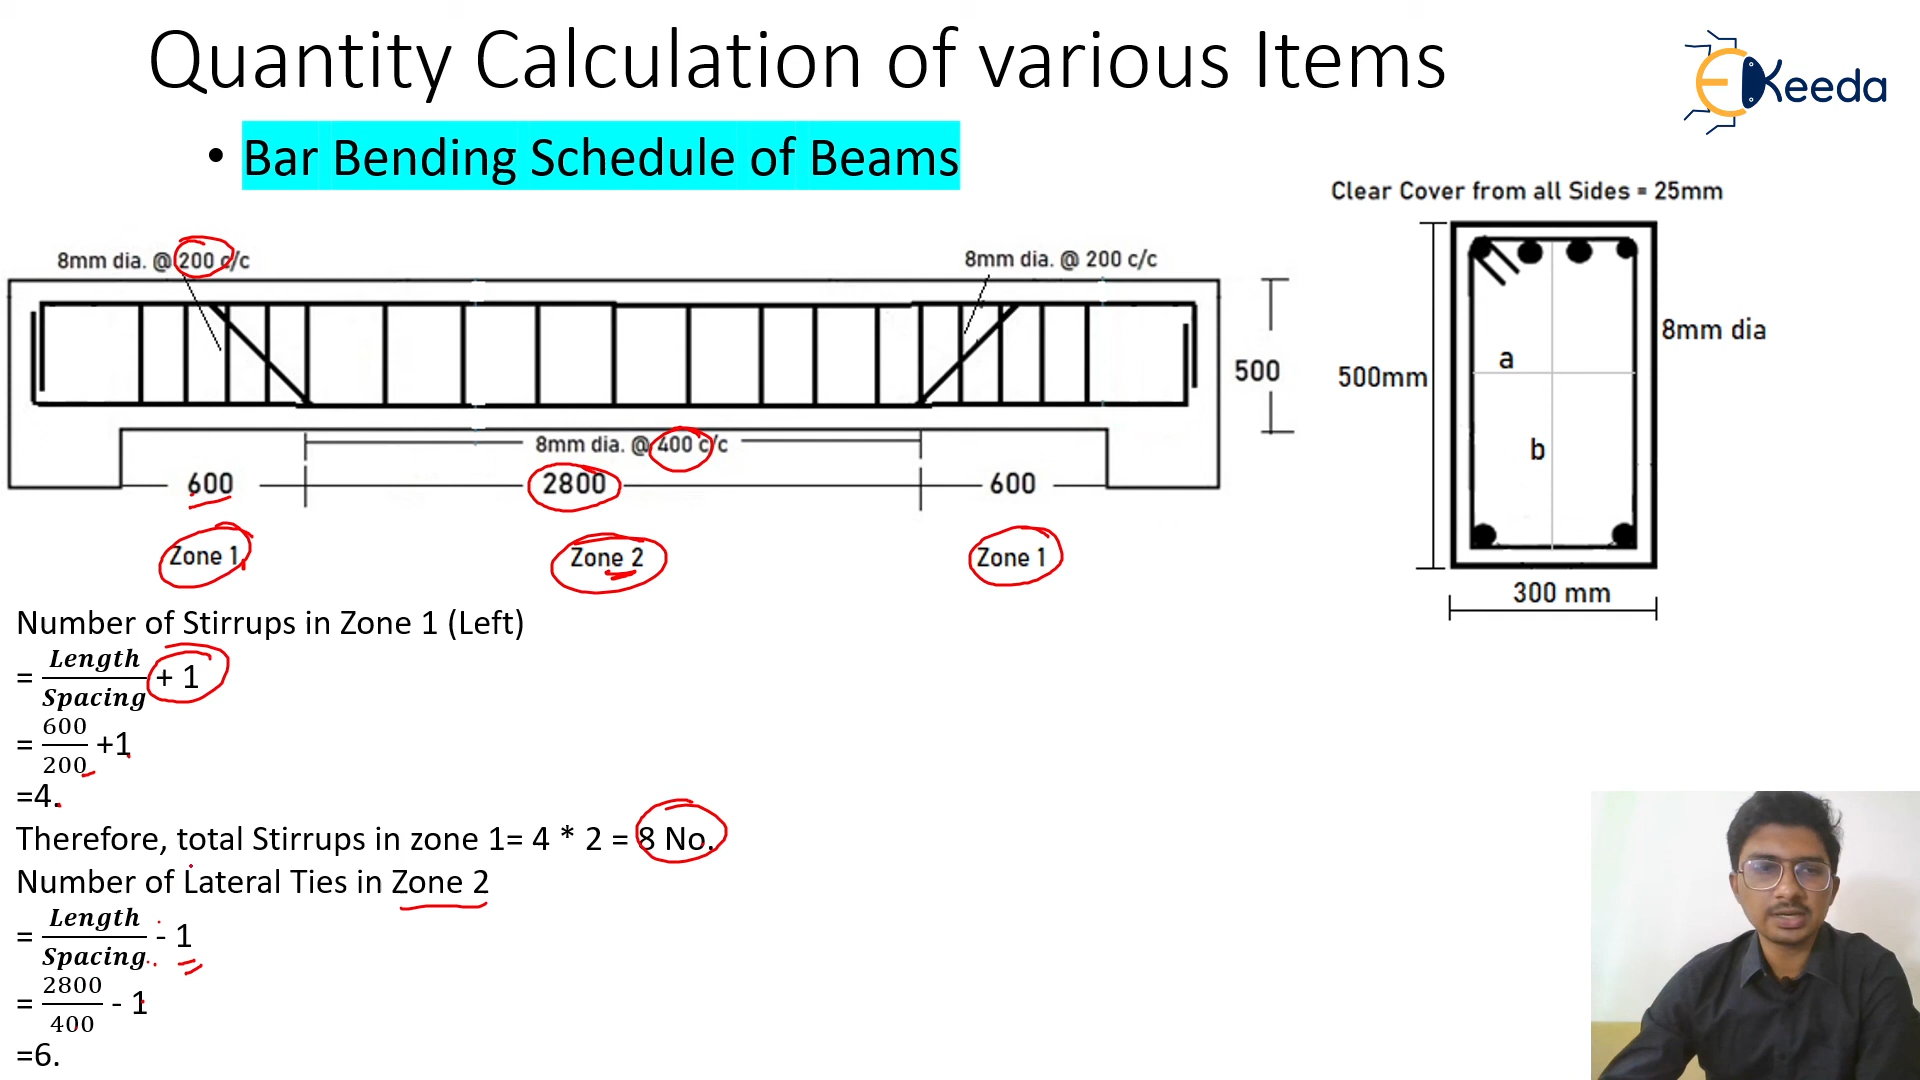 Quantity Calculation of various Items
EKeeda
• Bar Bending Schedule of Beams
Clear Cover from all Sides = 25mm
8mm dia. @ 200 c/c
8mm dia. @ 200 c/c
500
8mm dia. @ 400 c/c
600
2800
600
Zone 1
Zone 2
Zone 1
500mm
a
b
8mm dia
300 mm
Number of Stirrups in Zone 1 (Left)
= Length/Spacing + 1
= 600/200 +1
=4.
Therefore, total Stirrups in zone 1= 4 * 2 = 8 No.
Number of Lateral Ties in Zone 2
= Length/Spacing - 1
= 2800/400 - 1
=6.